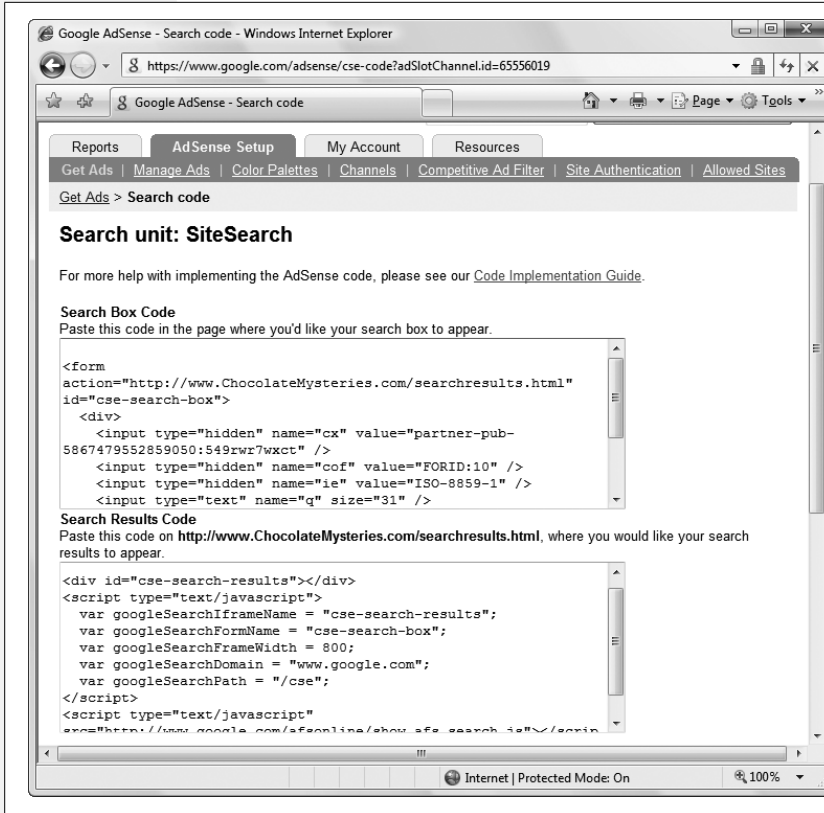 Google AdSense - Search code - Windows Internet Explorer
https://www.google.com/adsense/cse-code?adSlotChannel.id=65556019
Google AdSense - Search code
Page Tools
Reports AdSense Setup My Account Resources
Get Ads | Manage Ads | Color Palettes | Channels | Competitive Ad Filter | Site Authentication | Allowed Sites
Get Ads > Search code
Search unit: SiteSearch
For more help with implementing the AdSense code, please see our Code Implementation Guide.
Search Box Code
Paste this code in the page where you'd like your search box to appear.
<form
action="http://www.ChocolateMysteries.com/searchresults.html"
id="cse-search-box">
<div>
<input type="hidden" name="cx" value="partner-pub-
5867479552859050:549rwr7wxct" />
<input type="hidden" name="cof" value="FORID:10" />
<input type="hidden" name="ie" value="ISO-8859-1" />
<input type="text" name="q" size="31" />
Search Results Code
Paste this code on http://www.ChocolateMysteries.com/searchresults.html, where you would like your search
results to appear.
<div id="cse-search-results"></div>
<script type="text/javascript">
var googleSearchIframeName = "cse-search-results";
var googleSearchFormName = "cse-search-box";
var googleSearchFrameWidth = 800;
var googleSearchDomain = "www.google.com";
var googleSearchPath = "/cse";
</script>
<script type="text/javascript"
src="http://www.google.com/afsonline/show_afs_search.js"></scrip
Internet | Protected Mode: On 100%